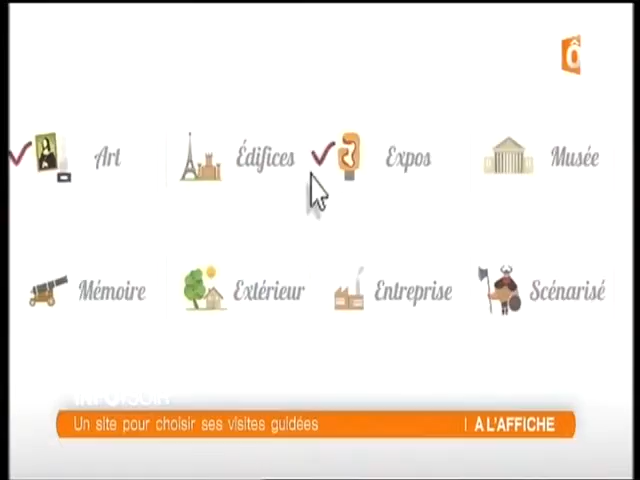 Ô
Art
Édifices
Expos
Musée
Mémoire
Extérieur
Entreprise
Scénarisé
Un site pour choisir ses visites guidées
| A L'AFFICHE